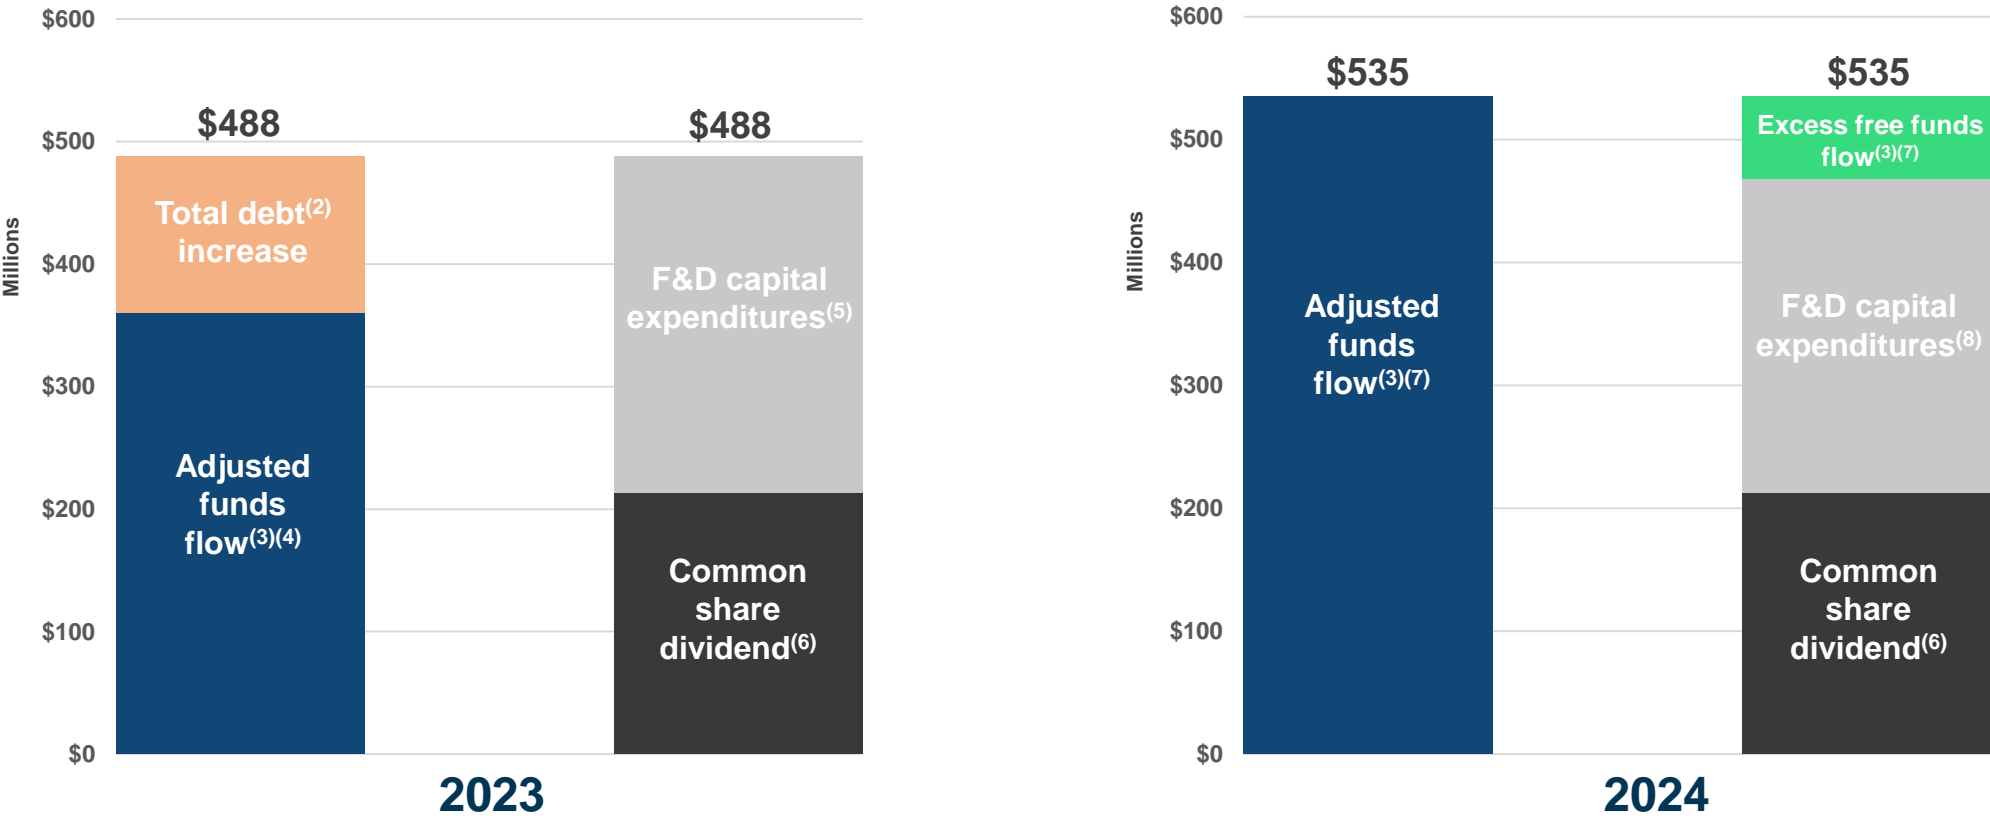 $600
$500
$400
$300
$200
$100
$0
Millions
$488
Total debt(2)
increase
Adjusted
funds
flow(3)(4)
$488
F&D capital
expenditures(5)
Common
share
dividend(6)
2023
$600
$500
$400
$300
$200
$100
$0
Millions
$535
Adjusted
funds
flow(3)(7)
$535
Excess free funds
flow(3)(7)
F&D capital
expenditures(8)
Common
share
dividend(6)
2024